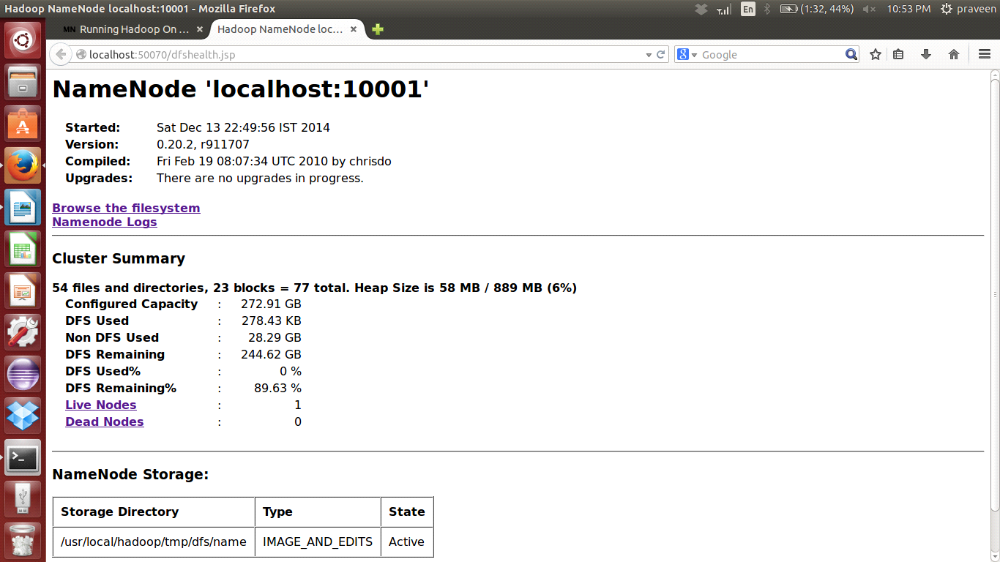 Hadoop NameNode localhost:10001 - Mozilla Firefox
En (1:32, 44%) 10:53 PM praveen
MN Running Hadoop On ... × Hadoop NameNode loc... ×
localhost:50070/dfshealth.jsp
8 Google
NameNode 'localhost:10001'
Started: Sat Dec 13 22:49:56 IST 2014
Version: 0.20.2, r911707
Compiled: Fri Feb 19 08:07:34 UTC 2010 by chrisdo
Upgrades: There are no upgrades in progress.
Browse the filesystem
Namenode Logs
Cluster Summary
54 files and directories, 23 blocks = 77 total. Heap Size is 58 MB / 889 MB (6%)
Configured Capacity : 272.91 GB
DFS Used : 278.43 KB
Non DFS Used : 28.29 GB
DFS Remaining : 244.62 GB
DFS Used% : 0 %
DFS Remaining% : 89.63 %
Live Nodes : 1
Dead Nodes : 0
NameNode Storage:
Storage Directory Type State
/usr/local/hadoop/tmp/dfs/name IMAGE_AND_EDITS Active